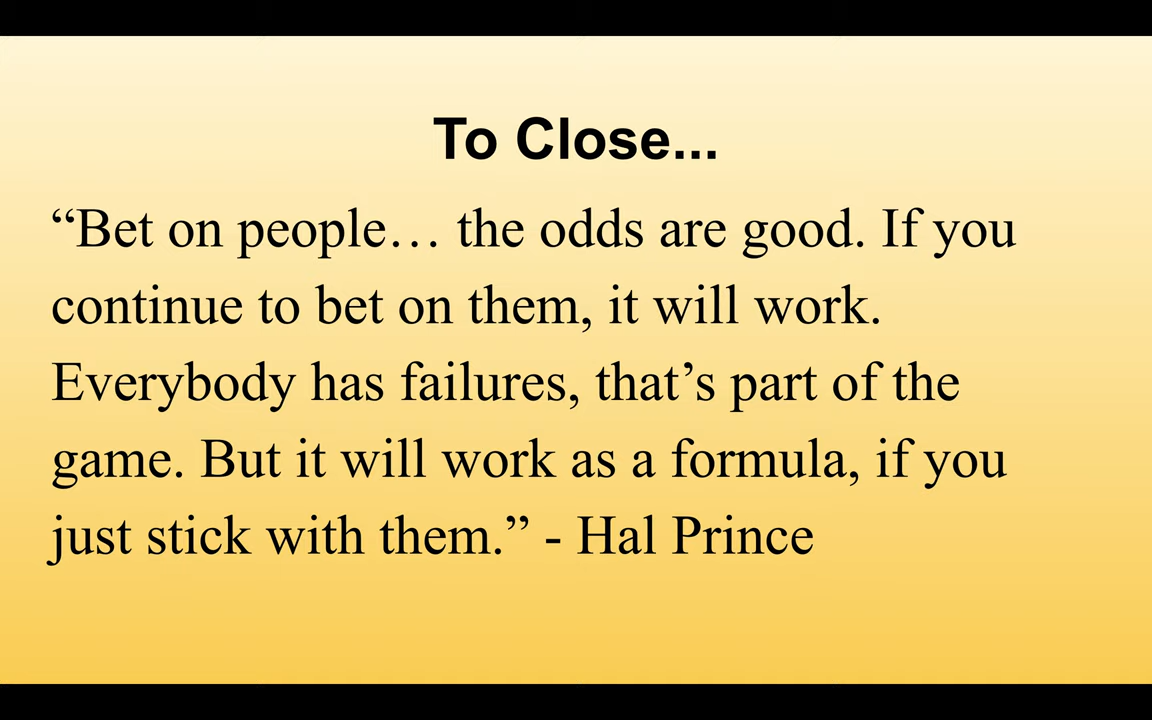 To Close...
“Bet on people… the odds are good. If you
continue to bet on them, it will work.
Everybody has failures, that’s part of the
game. But it will work as a formula, if you
just stick with them.” - Hal Prince